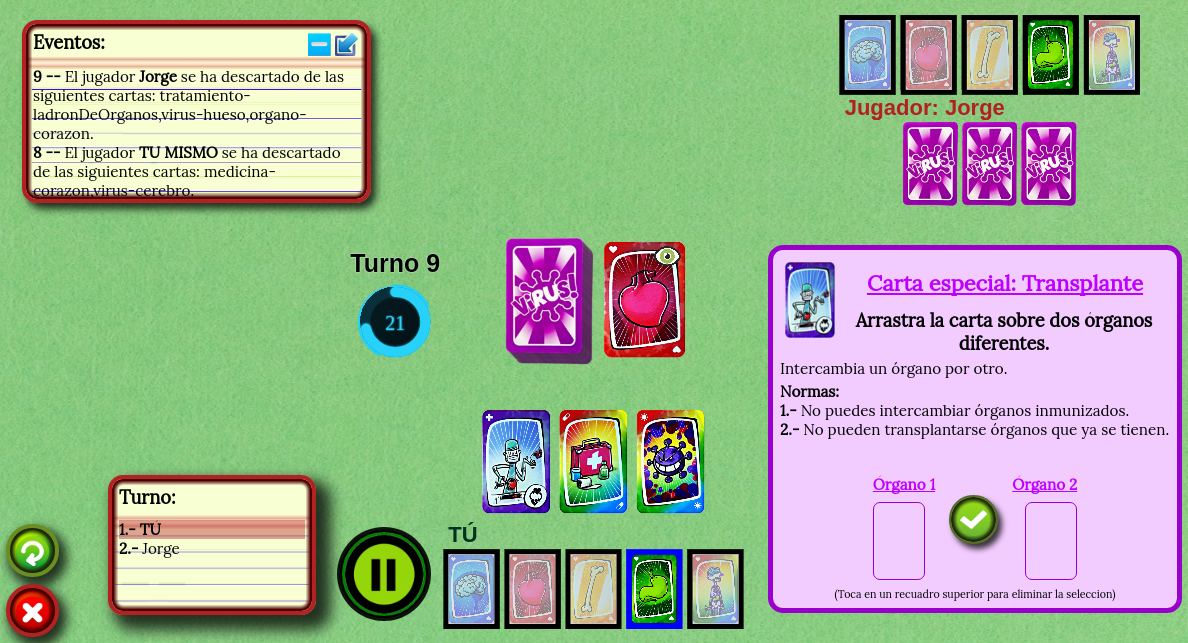 Eventos:
9 -- El jugador Jorge se ha descartado de las
siguientes cartas: tratamiento-
ladronDeOrganos,virus-hueso,organo-
corazon.
8 -- El jugador TU MISMO se ha descartado
de las siguientes cartas: medicina-
corazon,virus-cerebro.
Jugador: Jorge
VIRUS!
VIRUS!
VIRUS!
Turno 9
21
VIRUS!
Carta especial: Transplante
Arrastra la carta sobre dos órganos
diferentes.
Intercambia un órgano por otro.
Normas:
1.- No puedes intercambiar órganos inmunizados.
2.- No pueden transplantarse órganos que ya se tienen.
Organo 1
Organo 2
(Toca en un recuadro superior para eliminar la seleccion)
Turno:
1.- TU
2.- Jorge
TÚ